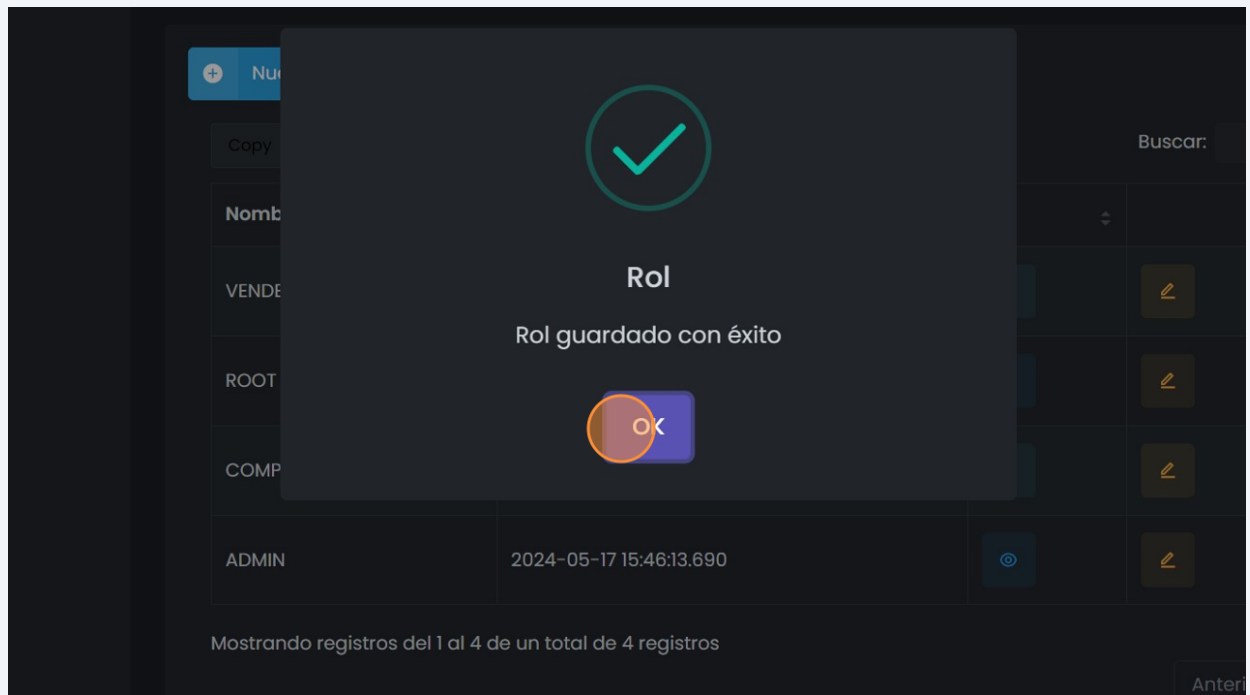 Nu
Copy
Buscar:
Nomb
Rol
VENDE
Rol guardado con éxito
ROOT
OK
COMP
ADMIN 2024-05-17 15:46:13.690
Mostrando registros del 1 al 4 de un total de 4 registros
Anteri